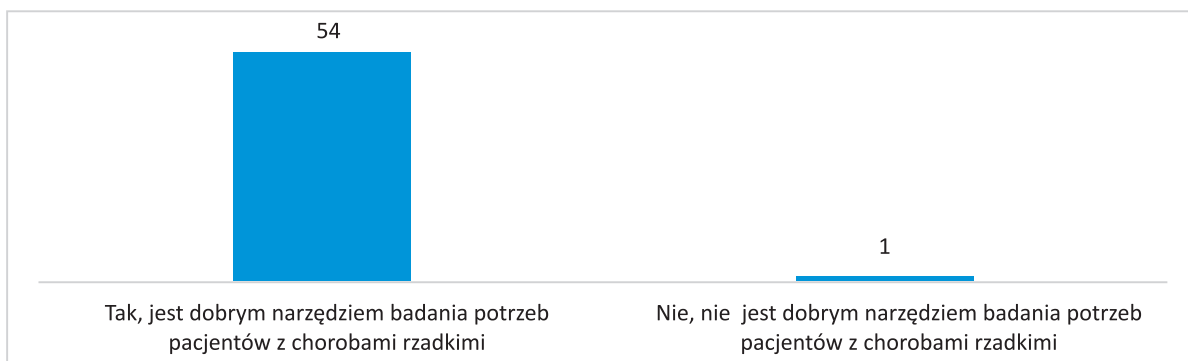 54
1
Tak, jest dobrym narzędziem badania potrzeb
pacjentów z chorobami rzadkimi
Nie, nie  jest dobrym narzędziem badania potrzeb
pacjentów z chorobami rzadkimi